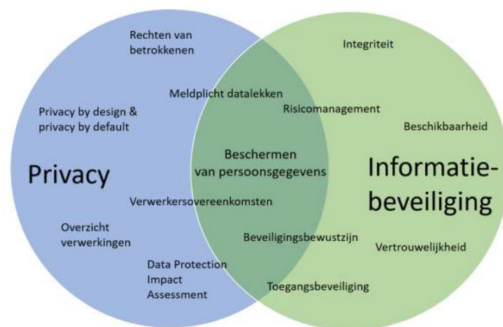 Rechten van
betrokkenen
Integriteit
Meldplicht datalekken
Privacy by design &
privacy by default
Risicomanagement
Beschikbaarheid
Beschermen
van persoonsgegevens
Privacy
Informatie-
beveiliging
Verwerkersovereenkomsten
Overzicht
verwerkingen
Beveiligingsbewustzijn
Vertrouwelijkheid
Data Protection
Impact
Assessment
Toegangsbeveiliging